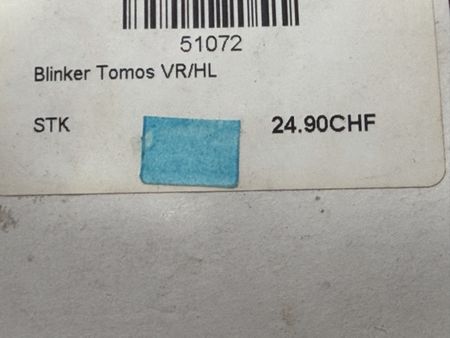 51072
Blinker Tomos VR/HL
STK 24.90CHF